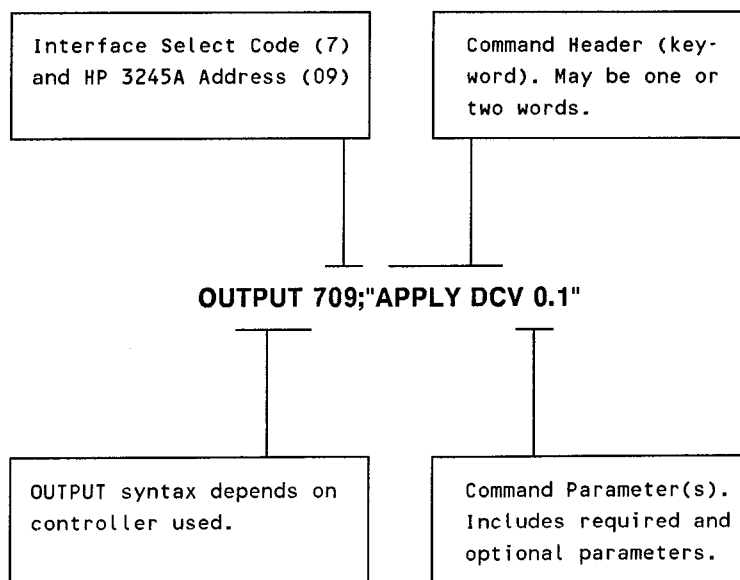 Interface Select Code (7)
and HP 3245A Address (09)
Command Header (key-
word). May be one or
two words.
OUTPUT 709;"APPLY DCV 0.1"
OUTPUT syntax depends on
controller used.
Command Parameter(s).
Includes required and
optional parameters.